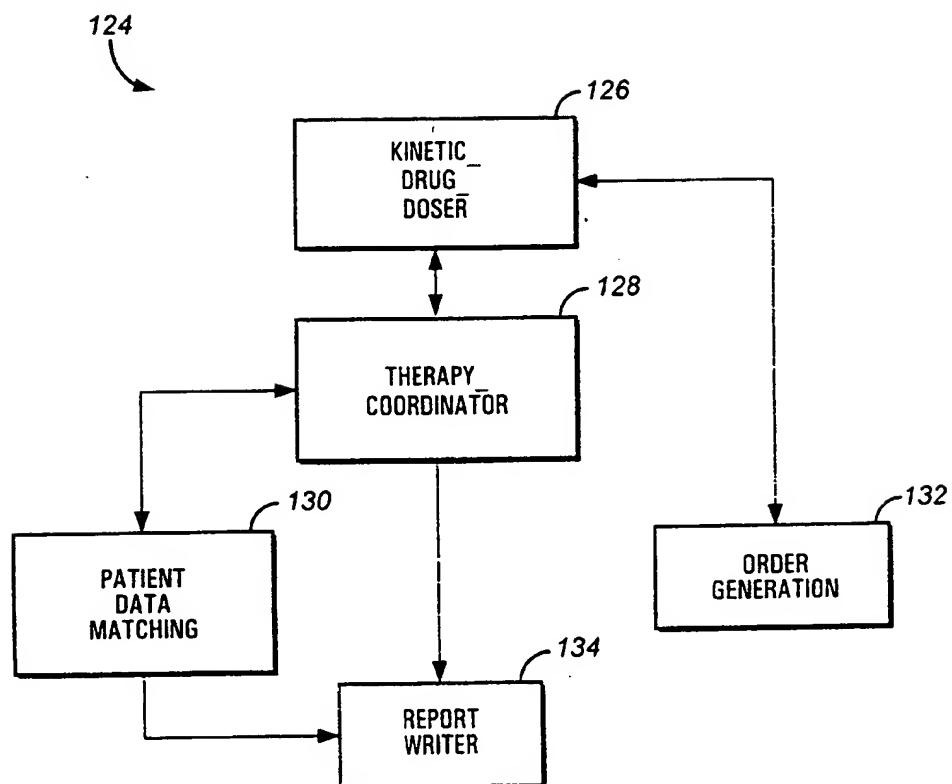 124
126
KINETIC_
DRUG_
DOSER
128
THERAPY_
COORDINATOR
130
PATIENT
DATA
MATCHING
132
ORDER
GENERATION
134
REPORT
WRITER